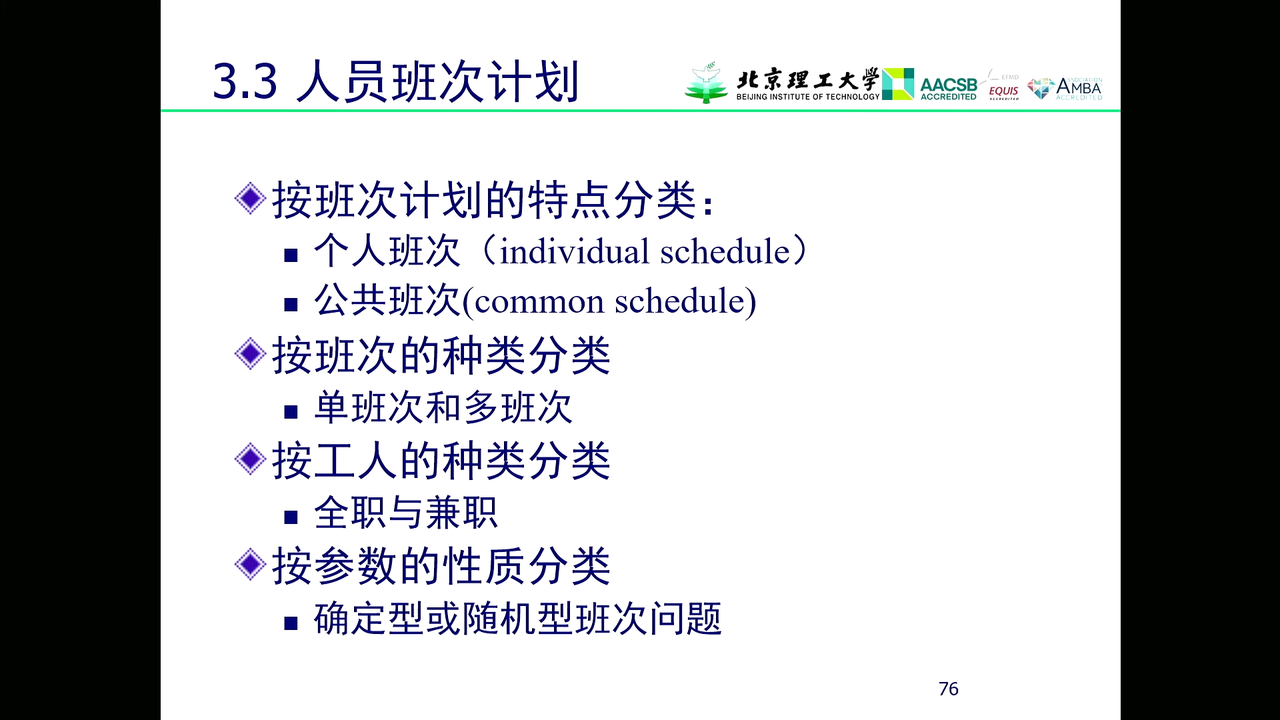 3.3 人员班次计划
北京理工大学
BEIJING INSTITUTE OF TECHNOLOGY
AACSB
ACCREDITED
EFMD
EQUIS
ACCREDITED
ASSOCIATION
AMBA
ACCREDITED
按班次计划的特点分类：
个人班次（individual schedule）
公共班次(common schedule)
按班次的种类分类
单班次和多班次
按工人的种类分类
全职与兼职
按参数的性质分类
确定型或随机型班次问题
76